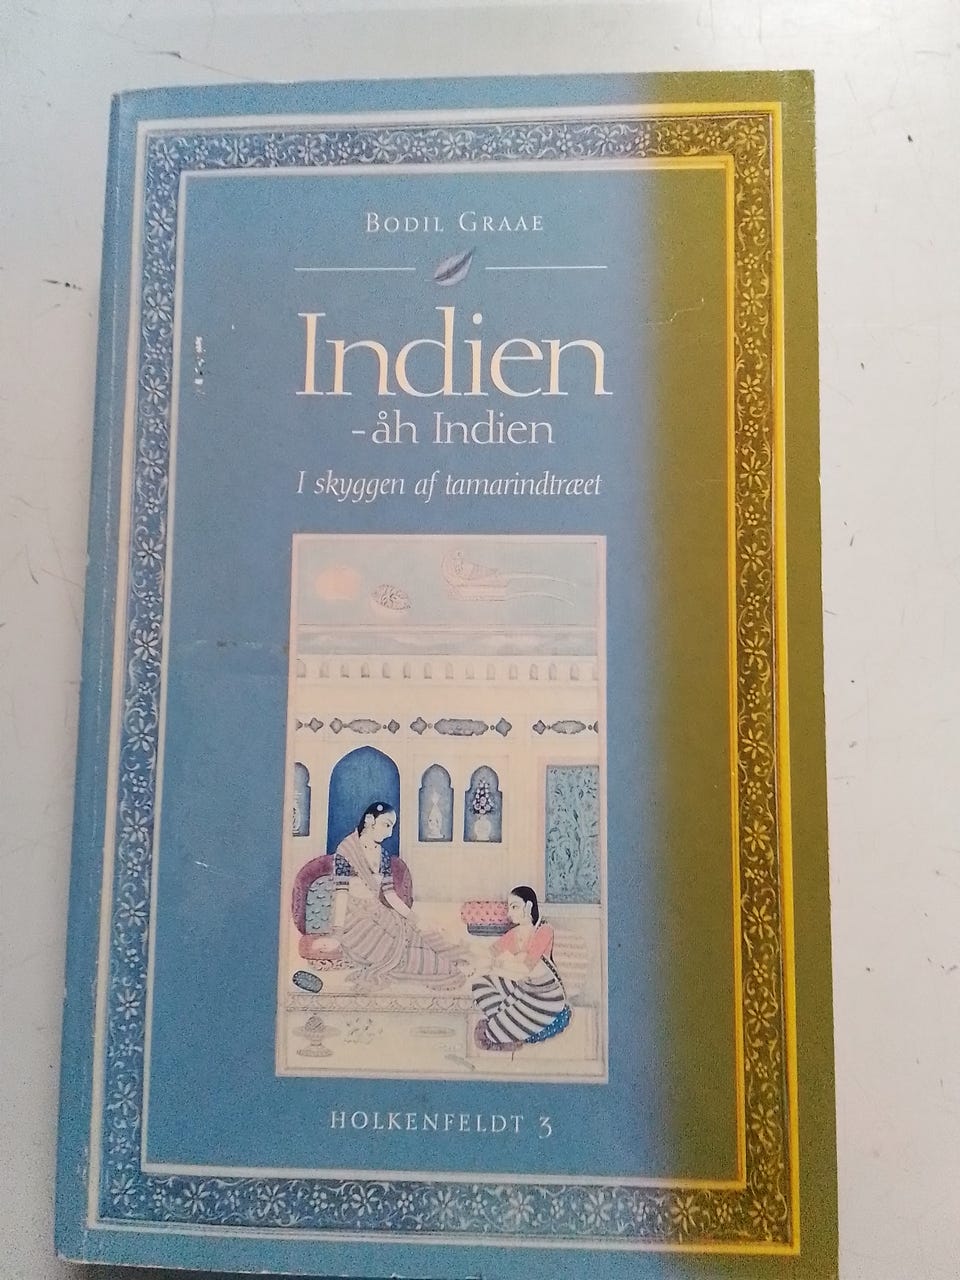 BODIL GRAAE
Indien
-åh Indien
I skyggen af tamarindtræet
HOLKENFELDT 3